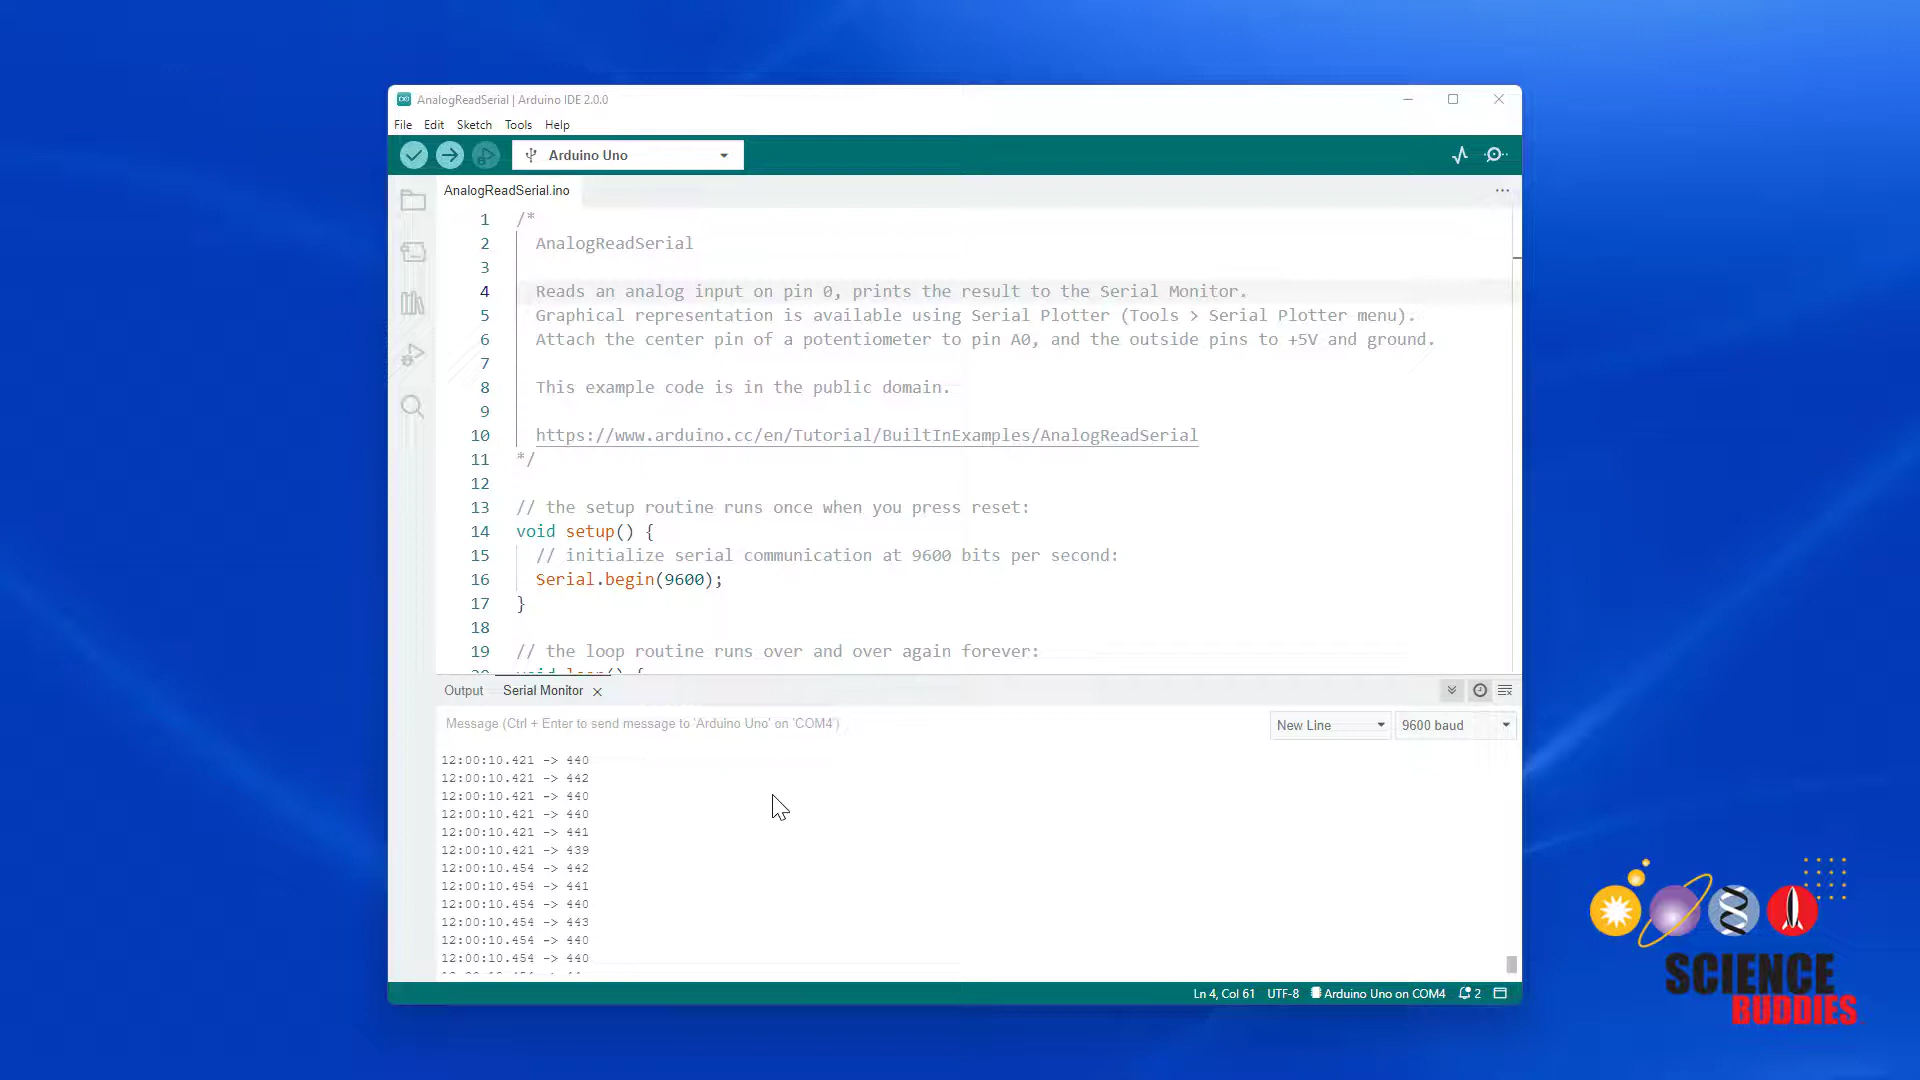 AnalogReadSerial | Arduino IDE 2.0.0
File Edit Sketch Tools Help
Arduino Uno
AnalogReadSerial.ino
1 /*
2 AnalogReadSerial
3
4 Reads an analog input on pin 0, prints the result to the Serial Monitor.
5 Graphical representation is available using Serial Plotter (Tools > Serial Plotter menu).
6 Attach the center pin of a potentiometer to pin A0, and the outside pins to +5V and ground.
7
8 This example code is in the public domain.
9
10 https://www.arduino.cc/en/Tutorial/BuiltInExamples/AnalogReadSerial
11 */
12
13 // the setup routine runs once when you press reset:
14 void setup() {
15 // initialize serial communication at 9600 bits per second:
16 Serial.begin(9600);
17 }
18
19 // the loop routine runs over and over again forever:
20 void loop() {
Output Serial Monitor
Message (Ctrl + Enter to send message to 'Arduino Uno' on 'COM4')
New Line 9600 baud
12:00:10.421 -> 440
12:00:10.421 -> 442
12:00:10.421 -> 440
12:00:10.421 -> 440
12:00:10.421 -> 441
12:00:10.421 -> 439
12:00:10.454 -> 442
12:00:10.454 -> 441
12:00:10.454 -> 440
12:00:10.454 -> 443
12:00:10.454 -> 440
12:00:10.454 -> 440
Ln 4, Col 61 UTF-8 Arduino Uno on COM4 2
SCIENCE
BUDDIES